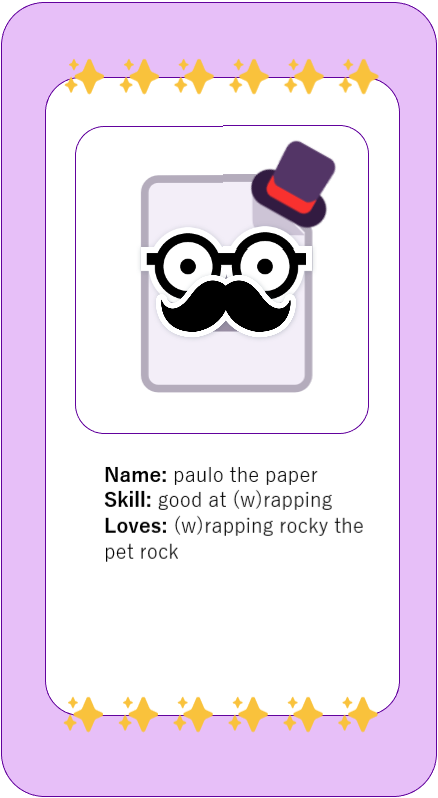 Name: paulo the paper
Skill: good at (w)rapping
Loves: (w)rapping rocky the
pet rock